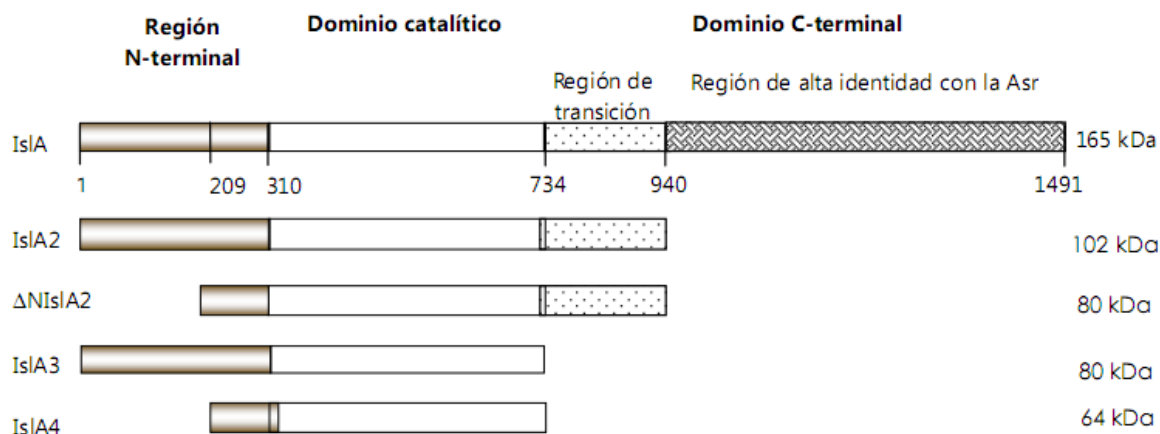 Región
N-terminal
Dominio catalítico
Dominio C-terminal
Región de
transición
Región de alta identidad con la Asr
IslA
165 kDa
1
209
310
734
940
1491
IslA2
102 kDa
ΔNIslA2
80 kDa
IslA3
80 kDa
IslA4
64 kDa